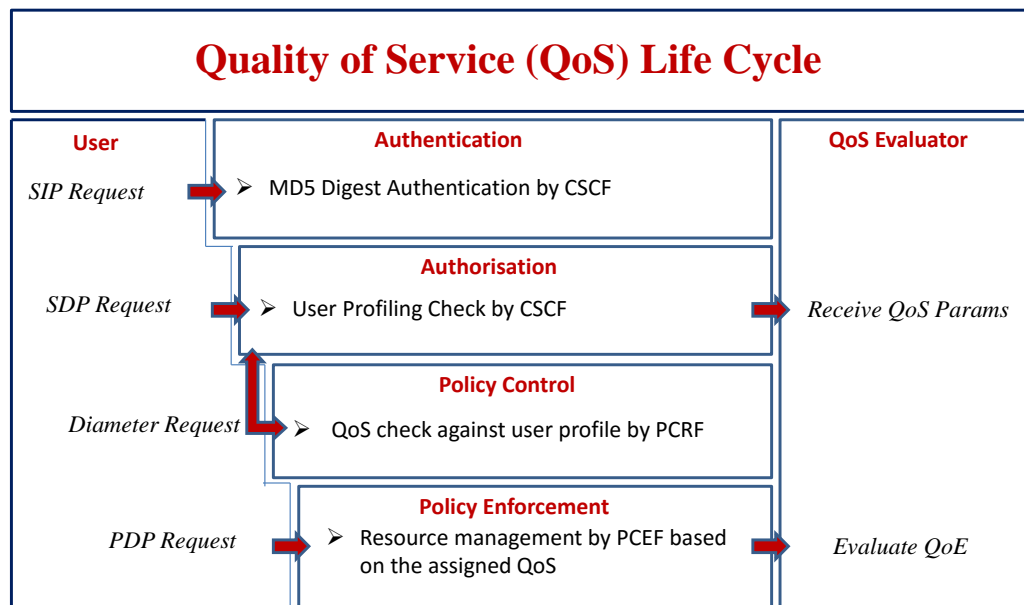 Quality of Service (QoS) Life Cycle
User
Authentication
QoS Evaluator
SIP Request
➢ MD5 Digest Authentication by CSCF
Authorisation
SDP Request
➢ User Profiling Check by CSCF
Receive QoS Params
Policy Control
Diameter Request
➢ QoS check against user profile by PCRF
Policy Enforcement
PDP Request
➢ Resource management by PCEF based
on the assigned QoS
Evaluate QoE